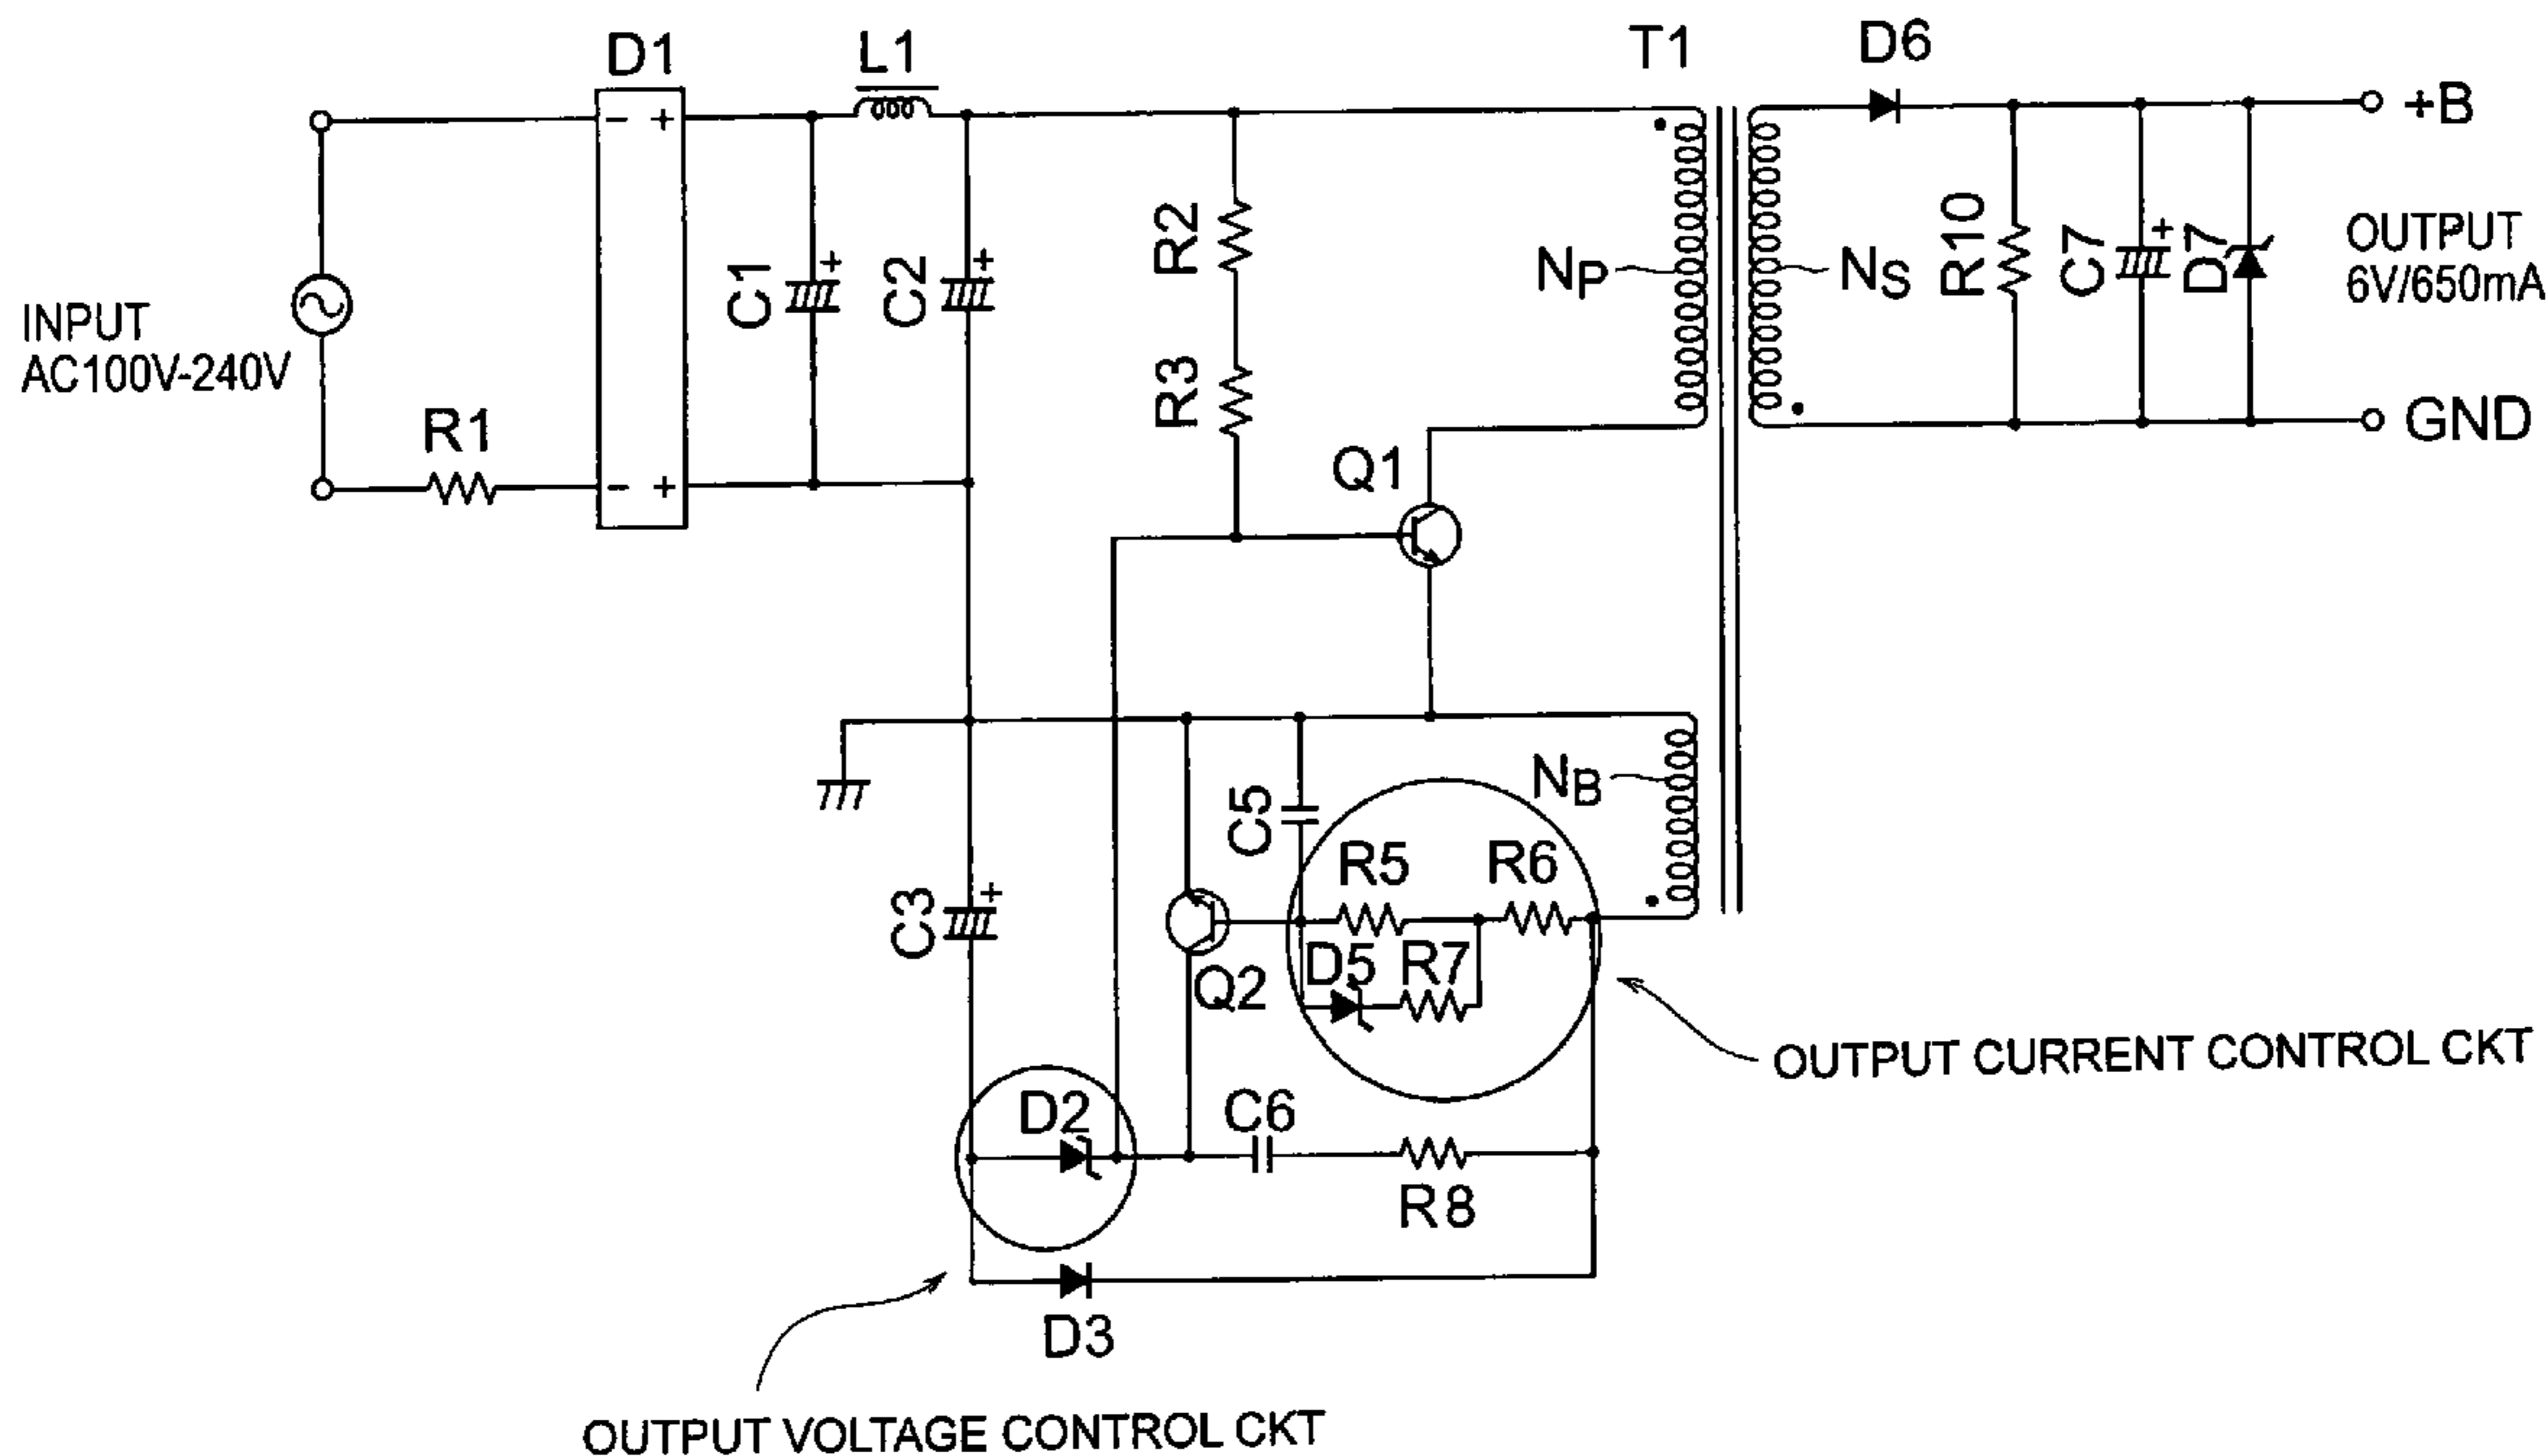 D1
L1
T1
D6
+B
- +
C1
+
C2
+
R2
R3
NP
NS
R10
C7
+
D7
OUTPUT
6V/650mA
INPUT
AC100V-240V
R1
- +
Q1
GND
NB
C5
R5
R6
C3
+
Q2
D5
R7
OUTPUT CURRENT CONTROL CKT
D2
C6
R8
D3
OUTPUT VOLTAGE CONTROL CKT